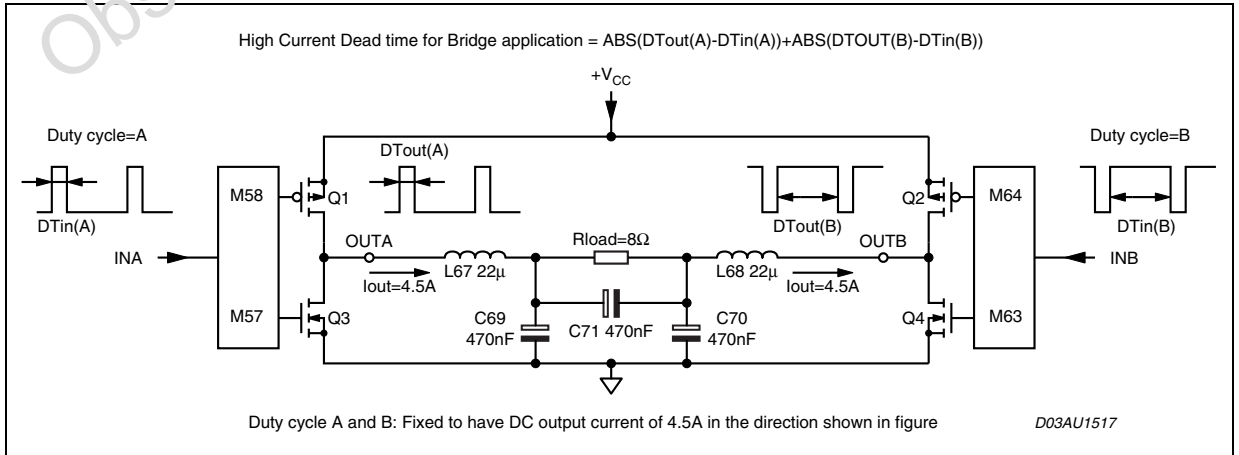 Obs
High Current Dead time for Bridge application = ABS(DTout(A)-DTin(A))+ABS(DTOUT(B)-DTin(B))
+VCC
Duty cycle=A
DTout(A)
Duty cycle=B
M58
Q1
Q2
M64
DTin(A)
DTout(B)
DTin(B)
OUTA
Rload=8Ω
OUTB
INA
INB
L67 22μ
L68 22μ
Iout=4.5A
Iout=4.5A
M57
Q3
C69
470nF
C71 470nF
C70
470nF
Q4
M63
Duty cycle A and B: Fixed to have DC output current of 4.5A in the direction shown in figure
D03AU1517